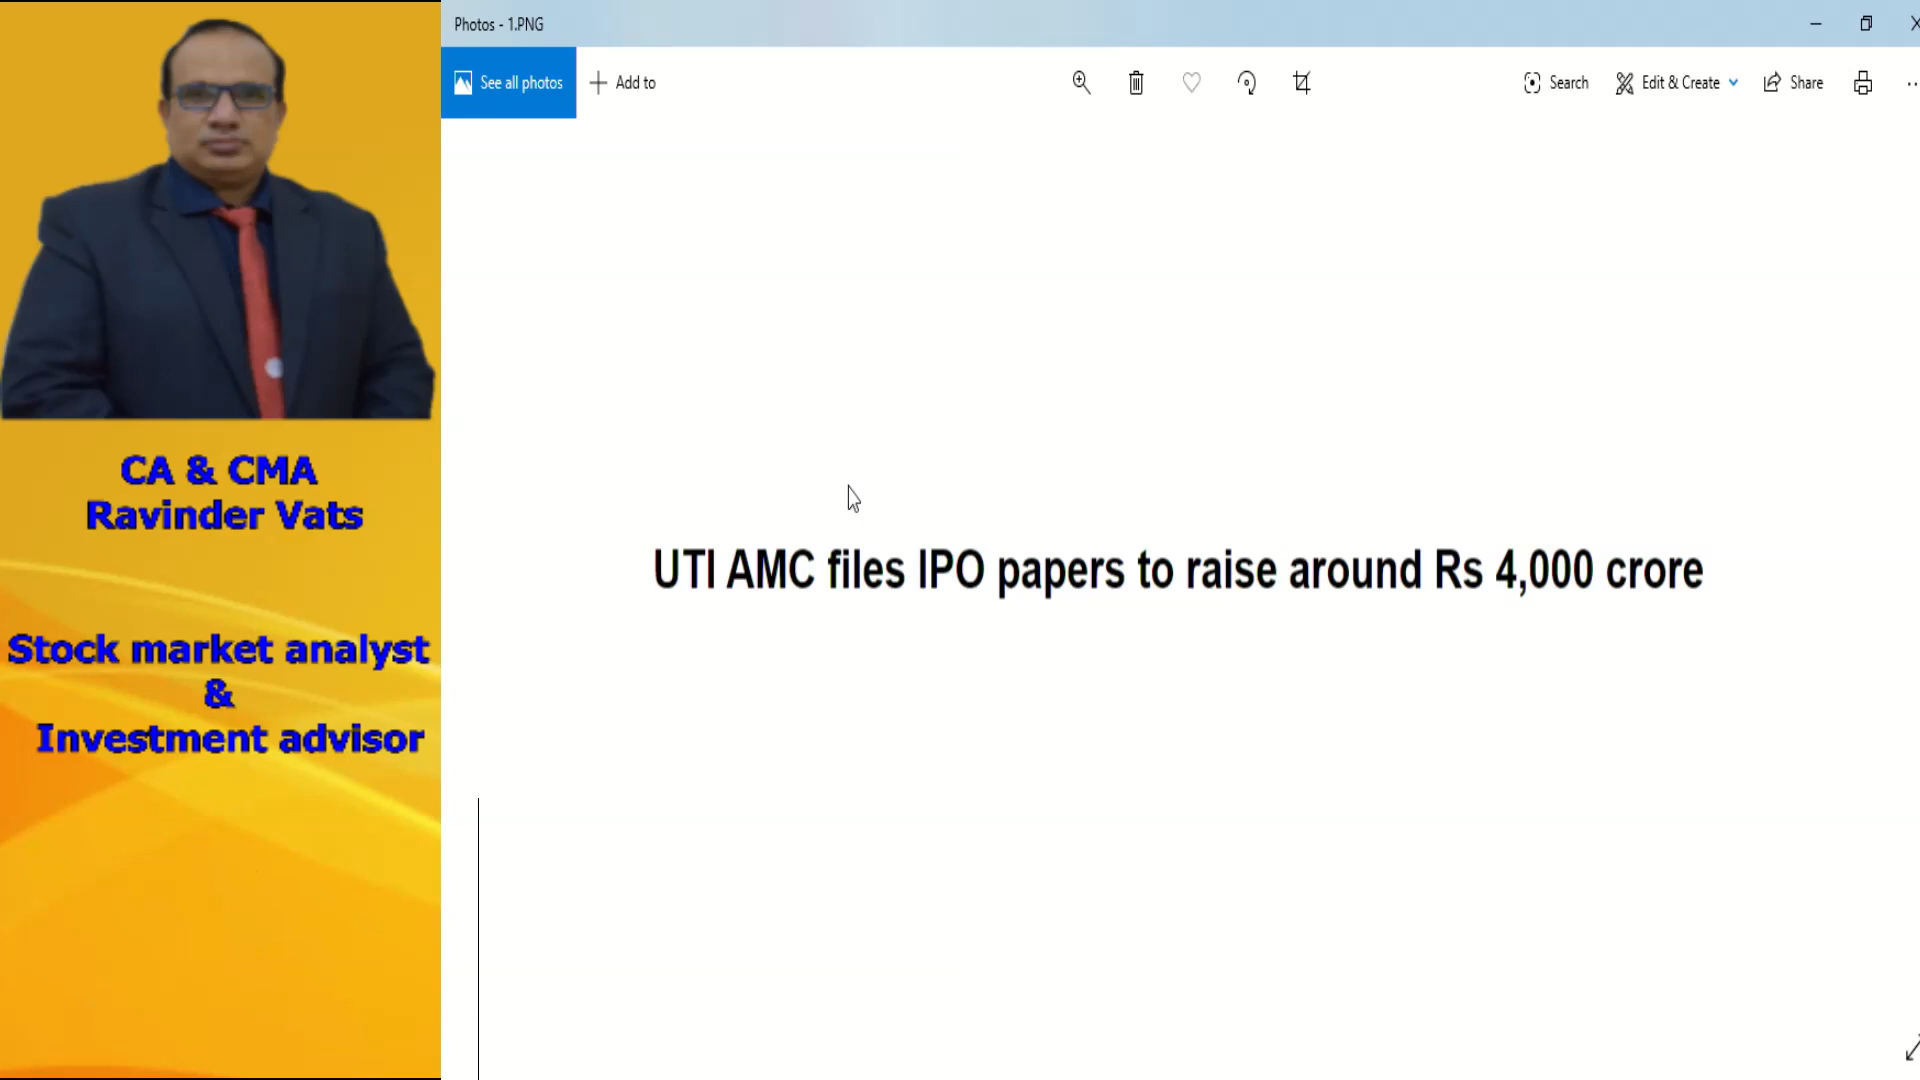 Photos - 1.PNG
See all photos
Add to
Search
Edit & Create
Share
CA & CMA
Ravinder Vats
Stock market analyst
&
Investment advisor
UTI AMC files IPO papers to raise around Rs 4,000 crore